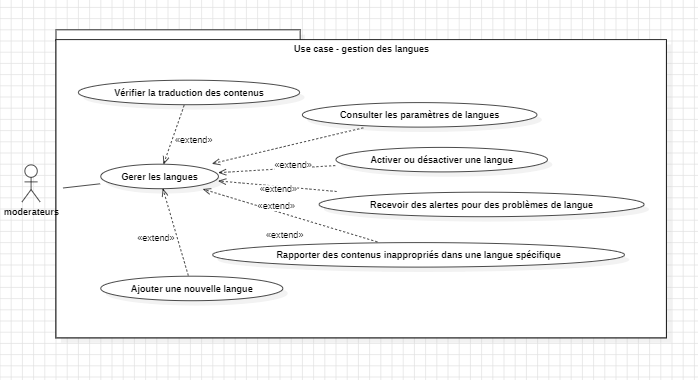 Use case - gestion des langues
Vérifier la traduction des contenus
Consulter les paramètres de langues
«extend»
Activer ou désactiver une langue
«extend»
Gerer les langues
«extend»
moderateurs
Recevoir des alertes pour des problèmes de langue
«extend»
«extend»
«extend»
Rapporter des contenus inappropriés dans une langue spécifique
Ajouter une nouvelle langue